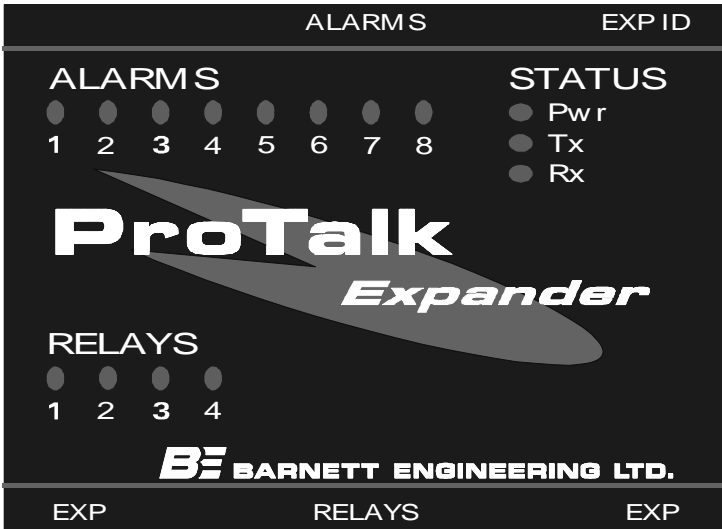 ALARMS EXP ID
ALARMS STATUS
Pwr
1 2 3 4 5 6 7 8 Tx
Rx
ProTalk
Expander
RELAYS
1 2 3 4
BE BARNETT ENGINEERING LTD.
EXP RELAYS EXP